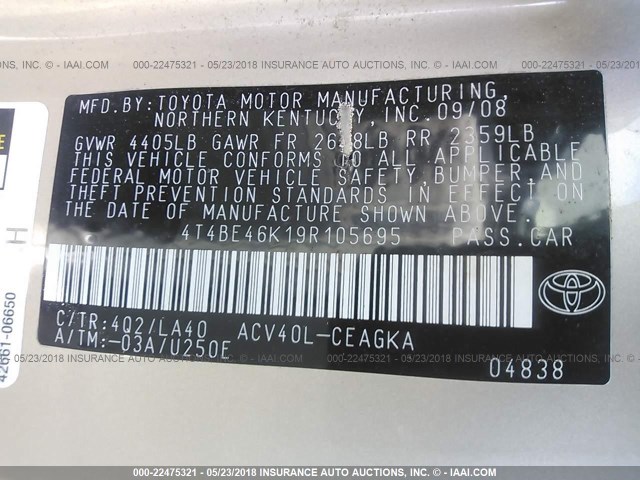 INSURANCE AUTO AUCTIONS, INC. - © IAAI.COM 000-22475321 - 05/23/2018 INSURANCE AUTO AUCTIONS, INC. - © IAAI.COM 000-22475321 - 05/23/2018
MFD.BY:TOYOTA MOTOR MANUFACTURING,
NORTHERN KENTUCKY, INC. 09/08
GVWR 4405LB GAWR FR LB RR 2359LB
THIS VEHICLE CONFORMS TO ALL APPLICABLE
FEDERAL MOTOR VEHICLE SAFETY, BUMPER AND
THEFT PREVENTION STANDARDS IN EFFECT ON
THE DATE OF MANUFACTURE SHOWN ABOVE.
4T4BE46K19R105695 PASS.CAR
C/TR:4Q2/LA40 ACV40L-CEAGKA
A/TM:-03A/U250E
04838
TOYOTA
H
42661-06650
05/23/2018 INSURANCE AUTO AUCTIONS, INC. - © IAAI.COM 000-22475321 - 05/23/2018 INSURANCE AUTO AUCTIONS, INC. - © IAAI.COM
000-22475321 - 05/23/2018 INSURANCE AUTO AUCTIONS, INC. - © IAAI.COM